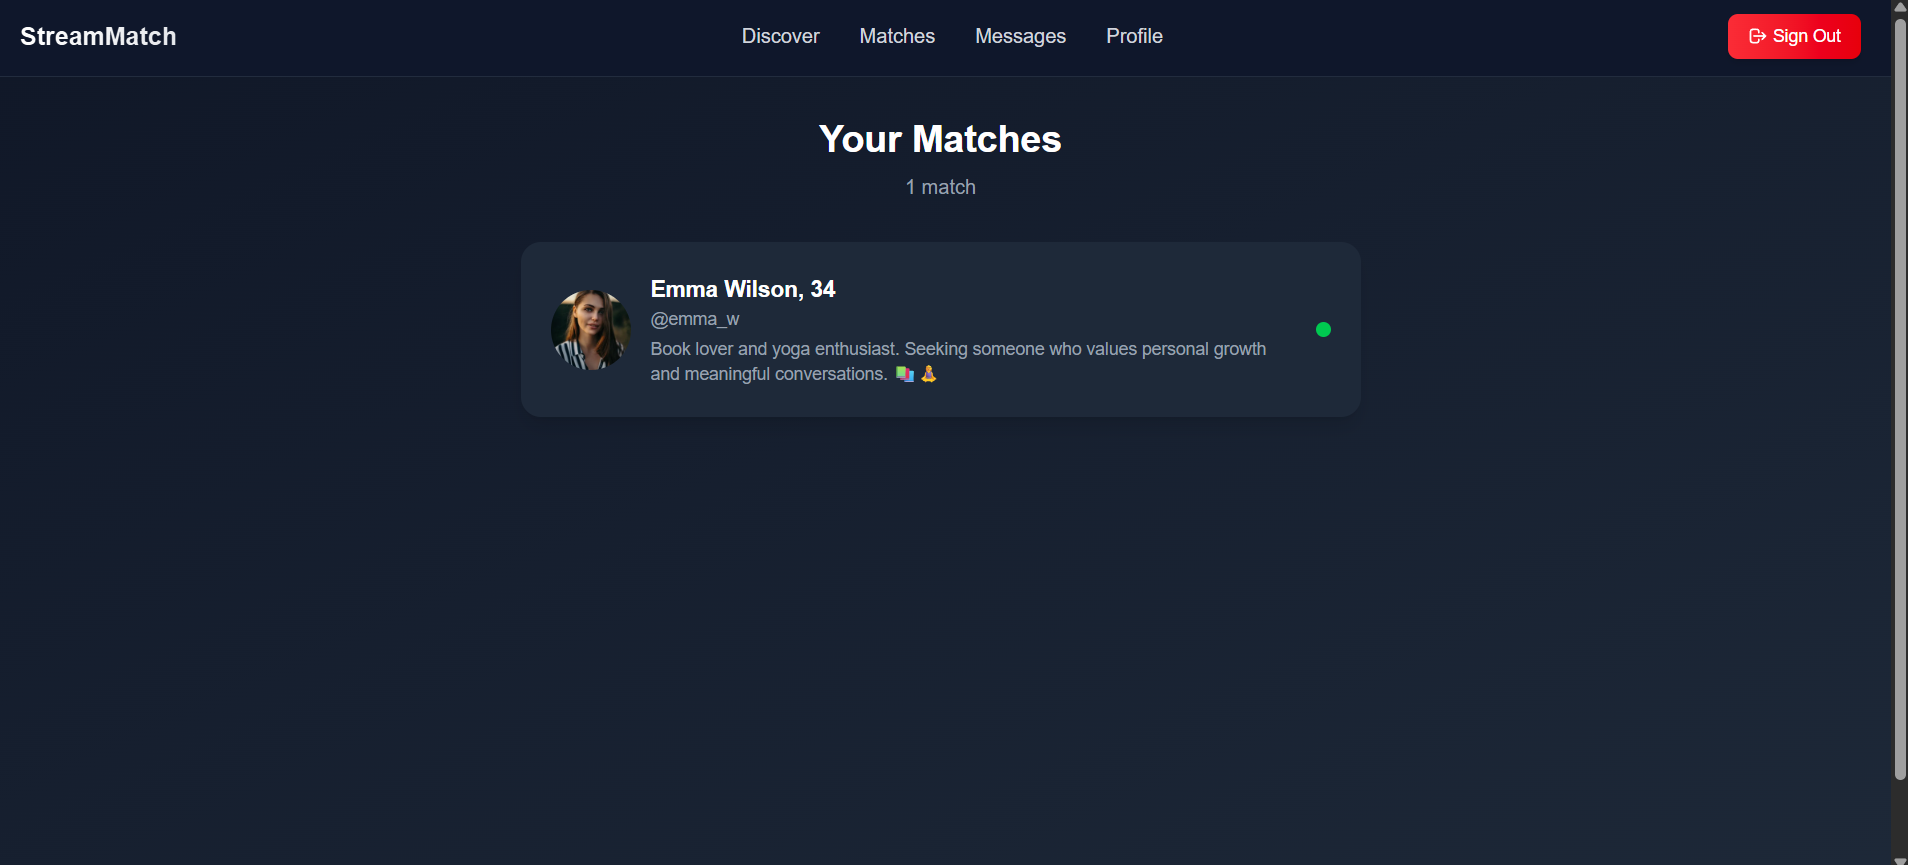 StreamMatch
Discover
Matches
Messages
Profile
Sign Out
Your Matches
1 match
Emma Wilson, 34
@emma_w
Book lover and yoga enthusiast. Seeking someone who values personal growth
and meaningful conversations. 📚 🧘‍♀️